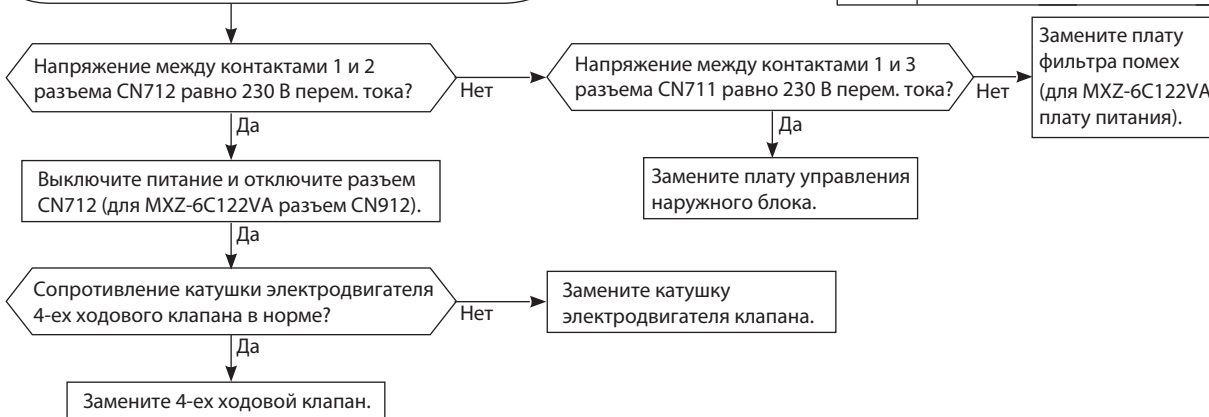 Напряжение между контактами 1 и 2
разъема CN712 равно 230 В перем. тока?
Нет
Напряжение между контактами 1 и 3
разъема CN711 равно 230 В перем. тока?
Нет
Замените плату
фильтра помех
(для MXZ-6C122VA
плату питания).
Да
Да
Выключите питание и отключите разъем
CN712 (для MXZ-6C122VA разъем CN912).
Замените плату управления
наружного блока.
Да
Сопротивление катушки электродвигателя
4-ех ходового клапана в норме?
Нет
Замените катушку
электродвигателя клапана.
Да
Замените 4-ех ходовой клапан.